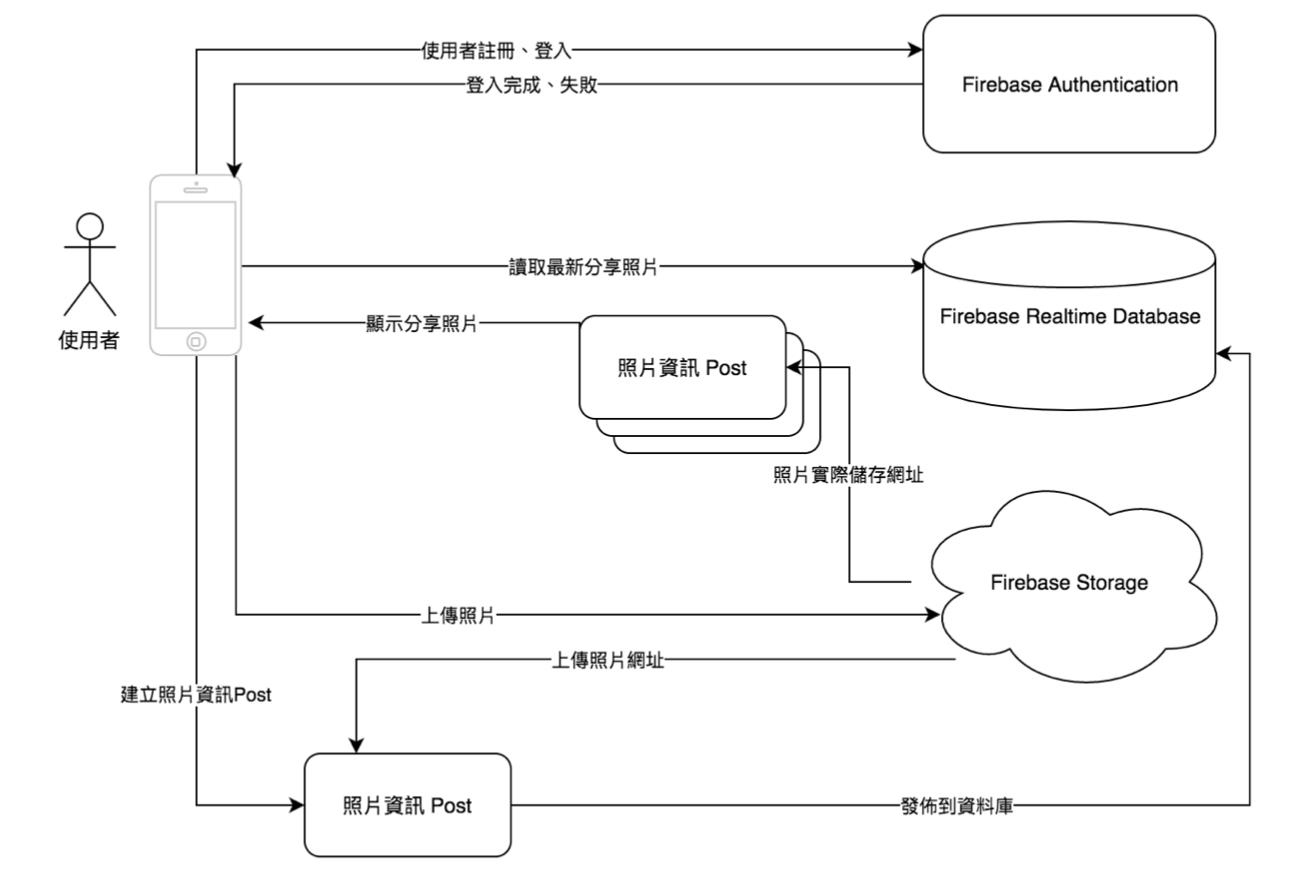 使用者註冊、登入
登入完成、失敗
Firebase Authentication
使用者
讀取最新分享照片
Firebase Realtime Database
顯示分享照片
照片資訊 Post
照片實際儲存網址
Firebase Storage
上傳照片
上傳照片網址
建立照片資訊Post
照片資訊 Post
發佈到資料庫